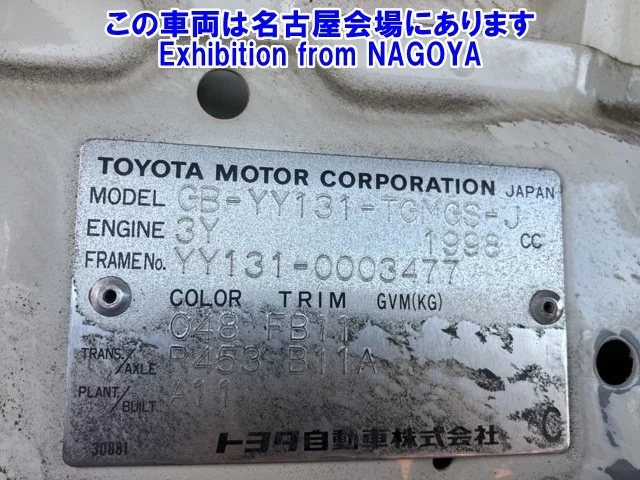 この車両は名古屋会場にあります
Exhibition from NAGOYA
TOYOTA MOTOR CORPORATION JAPAN
MODEL GB-YY131-TGMGS-J
ENGINE 3Y 1998 CC
FRAME No. YY131-0003477
COLOR TRIM GVM(KG)
048 FB11
TRANS./AXLE R453 B11A
PLANT/BUILT A11
30881 トヨタ自動車株式会社 C